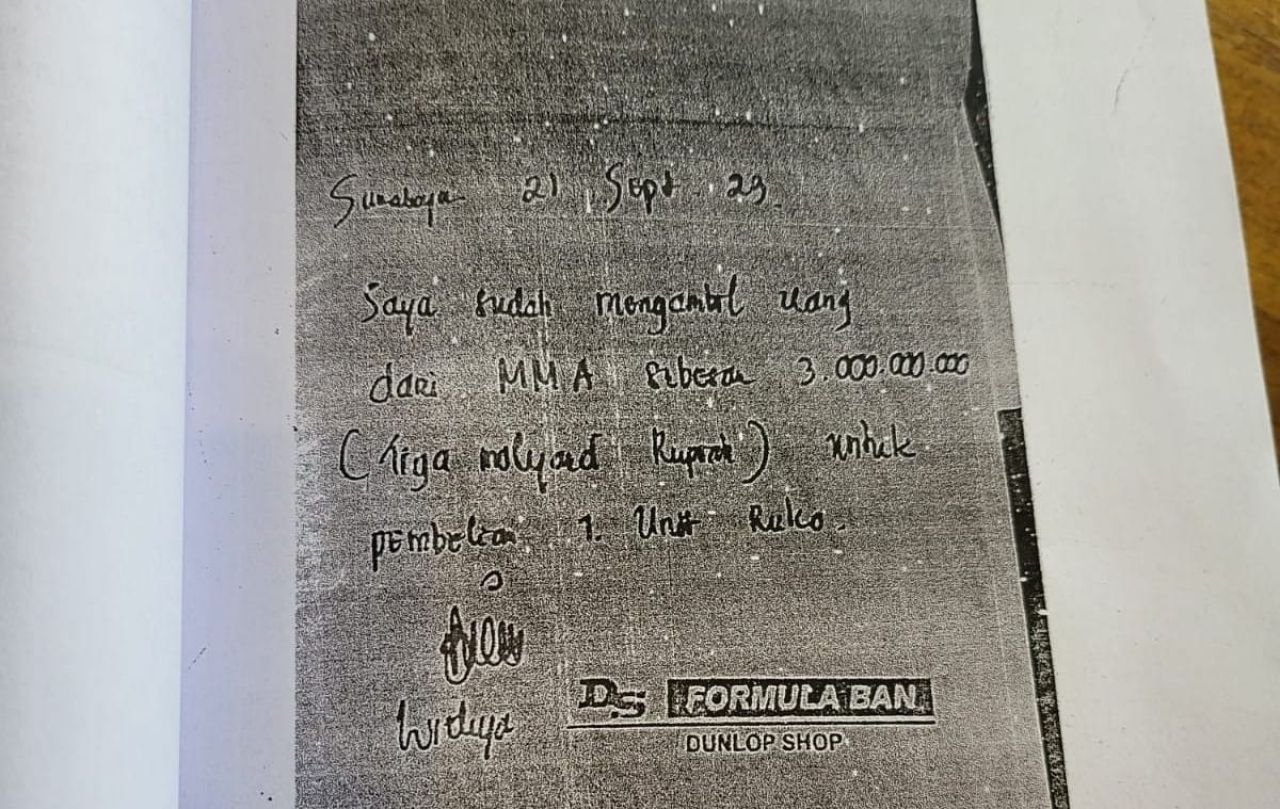 Surabaya 21 Sept 23.
Saya sudah mengambil uang
dari MMA sebesar 3.000.000.000
(tiga milyard Rupiah) untuk
pembelian 1. Unit Ruko.
Widya
DS FORMULA BAN
DUNLOP SHOP